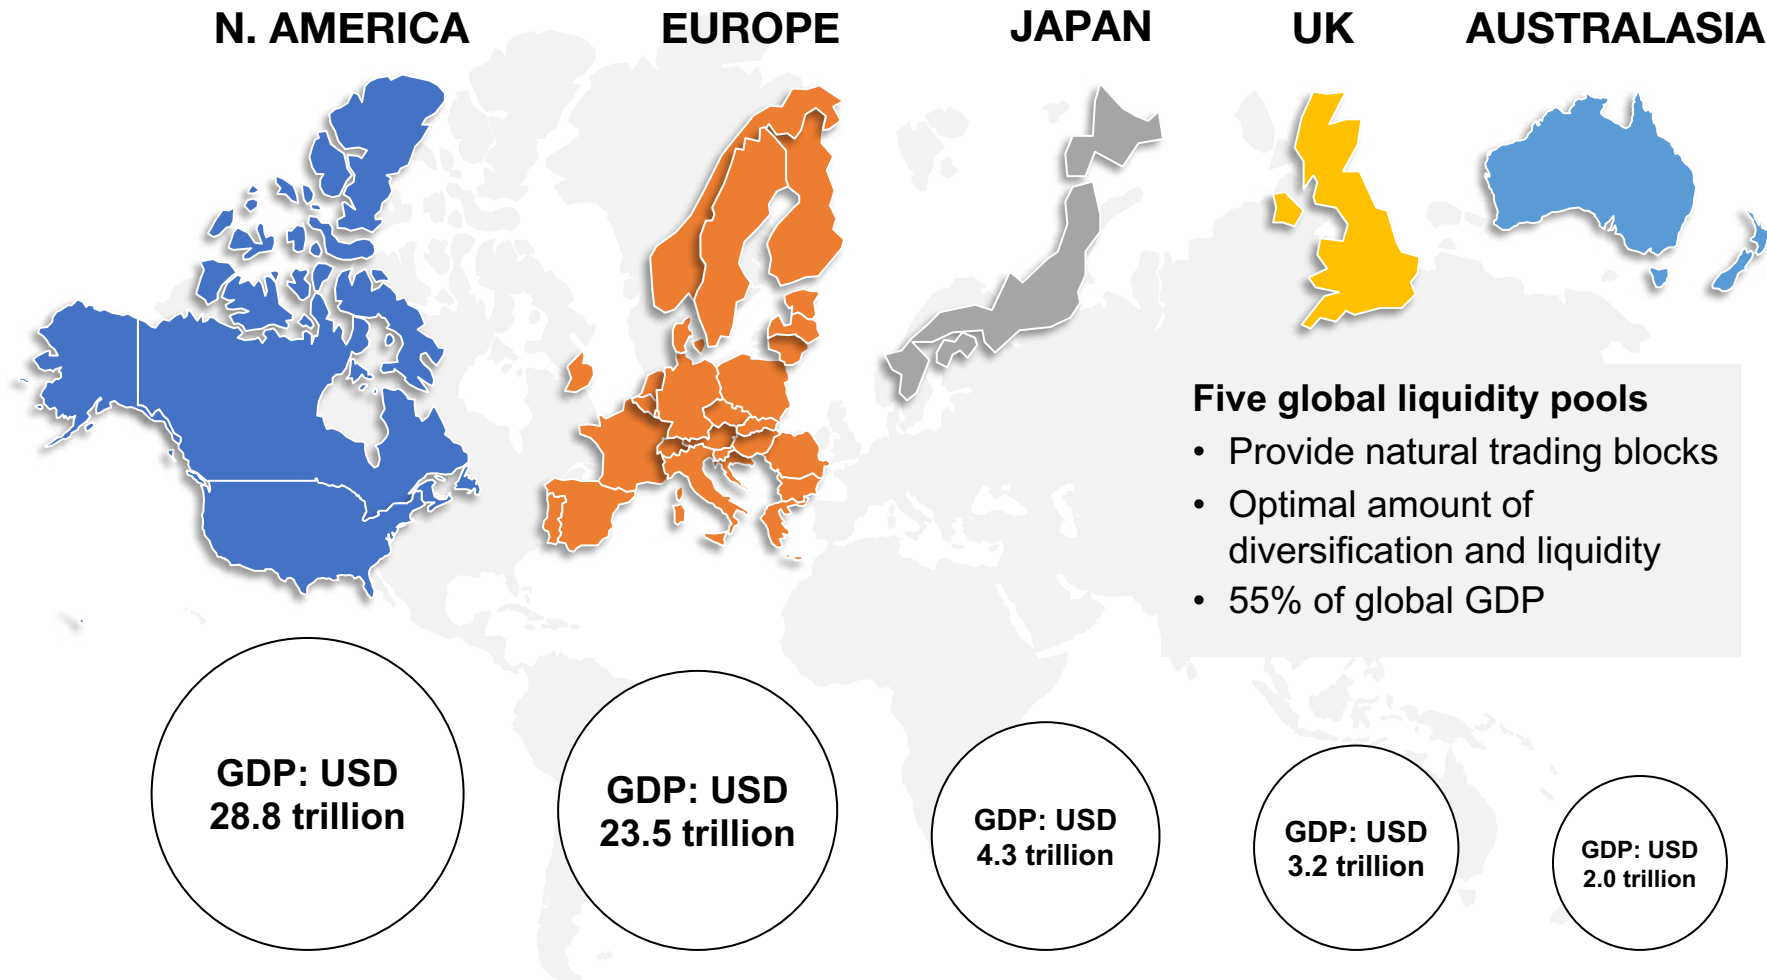 N. AMERICA
EUROPE
JAPAN
UK
AUSTRALASIA
Five global liquidity pools
• Provide natural trading blocks
• Optimal amount of
diversification and liquidity
• 55% of global GDP
GDP: USD
28.8 trillion
GDP: USD
23.5 trillion
GDP: USD
4.3 trillion
GDP: USD
3.2 trillion
GDP: USD
2.0 trillion